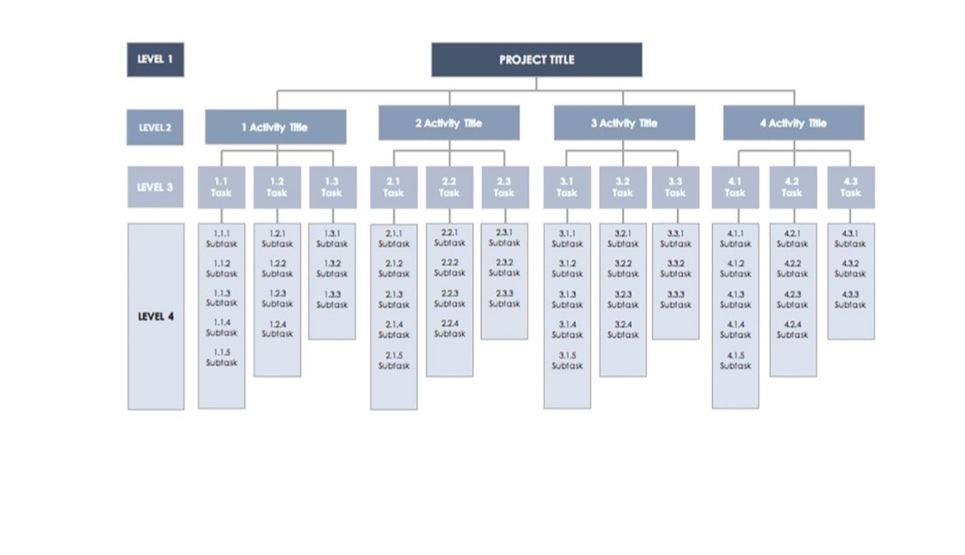 LEVEL 1
PROJECT TITLE
LEVEL 2
1 Activity Title
2 Activity Title
3 Activity Title
4 Activity Title
LEVEL 3
1.1
Task
1.2
Task
1.3
Task
2.1
Task
2.2
Task
2.3
Task
3.1
Task
3.2
Task
3.3
Task
4.1
Task
4.2
Task
4.3
Task
LEVEL 4
1.1.1
Subtask
1.1.2
Subtask
1.1.3
Subtask
1.1.4
Subtask
1.1.5
Subtask
1.2.1
Subtask
1.2.2
Subtask
1.2.3
Subtask
1.2.4
Subtask
1.3.1
Subtask
1.3.2
Subtask
1.3.3
Subtask
2.1.1
Subtask
2.1.2
Subtask
2.1.3
Subtask
2.1.4
Subtask
2.1.5
Subtask
2.2.1
Subtask
2.2.2
Subtask
2.2.3
Subtask
2.2.4
Subtask
2.3.1
Subtask
2.3.2
Subtask
2.3.3
Subtask
3.1.1
Subtask
3.1.2
Subtask
3.1.3
Subtask
3.1.4
Subtask
3.1.5
Subtask
3.2.1
Subtask
3.2.2
Subtask
3.2.3
Subtask
3.2.4
Subtask
3.3.1
Subtask
3.3.2
Subtask
3.3.3
Subtask
4.1.1
Subtask
4.1.2
Subtask
4.1.3
Subtask
4.1.4
Subtask
4.1.5
Subtask
4.2.1
Subtask
4.2.2
Subtask
4.2.3
Subtask
4.2.4
Subtask
4.3.1
Subtask
4.3.2
Subtask
4.3.3
Subtask